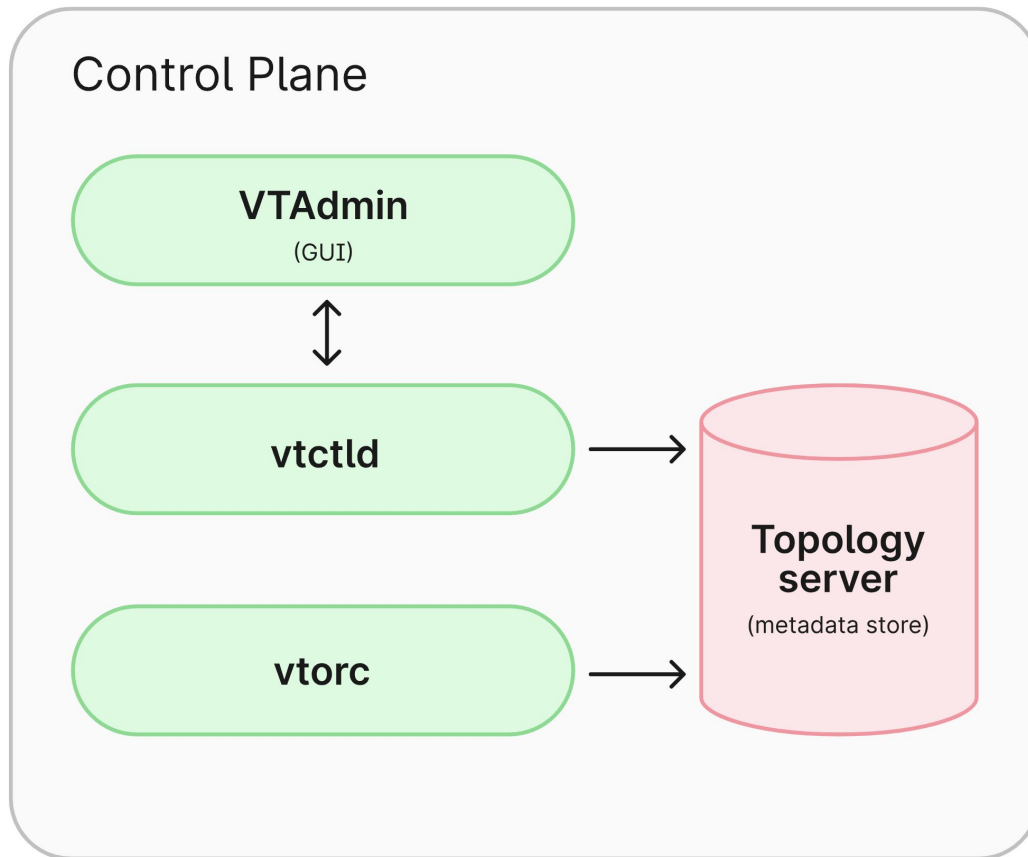 Control Plane
VTAdmin
(GUI)
vtctld
Topology
server
(metadata store)
vtorc